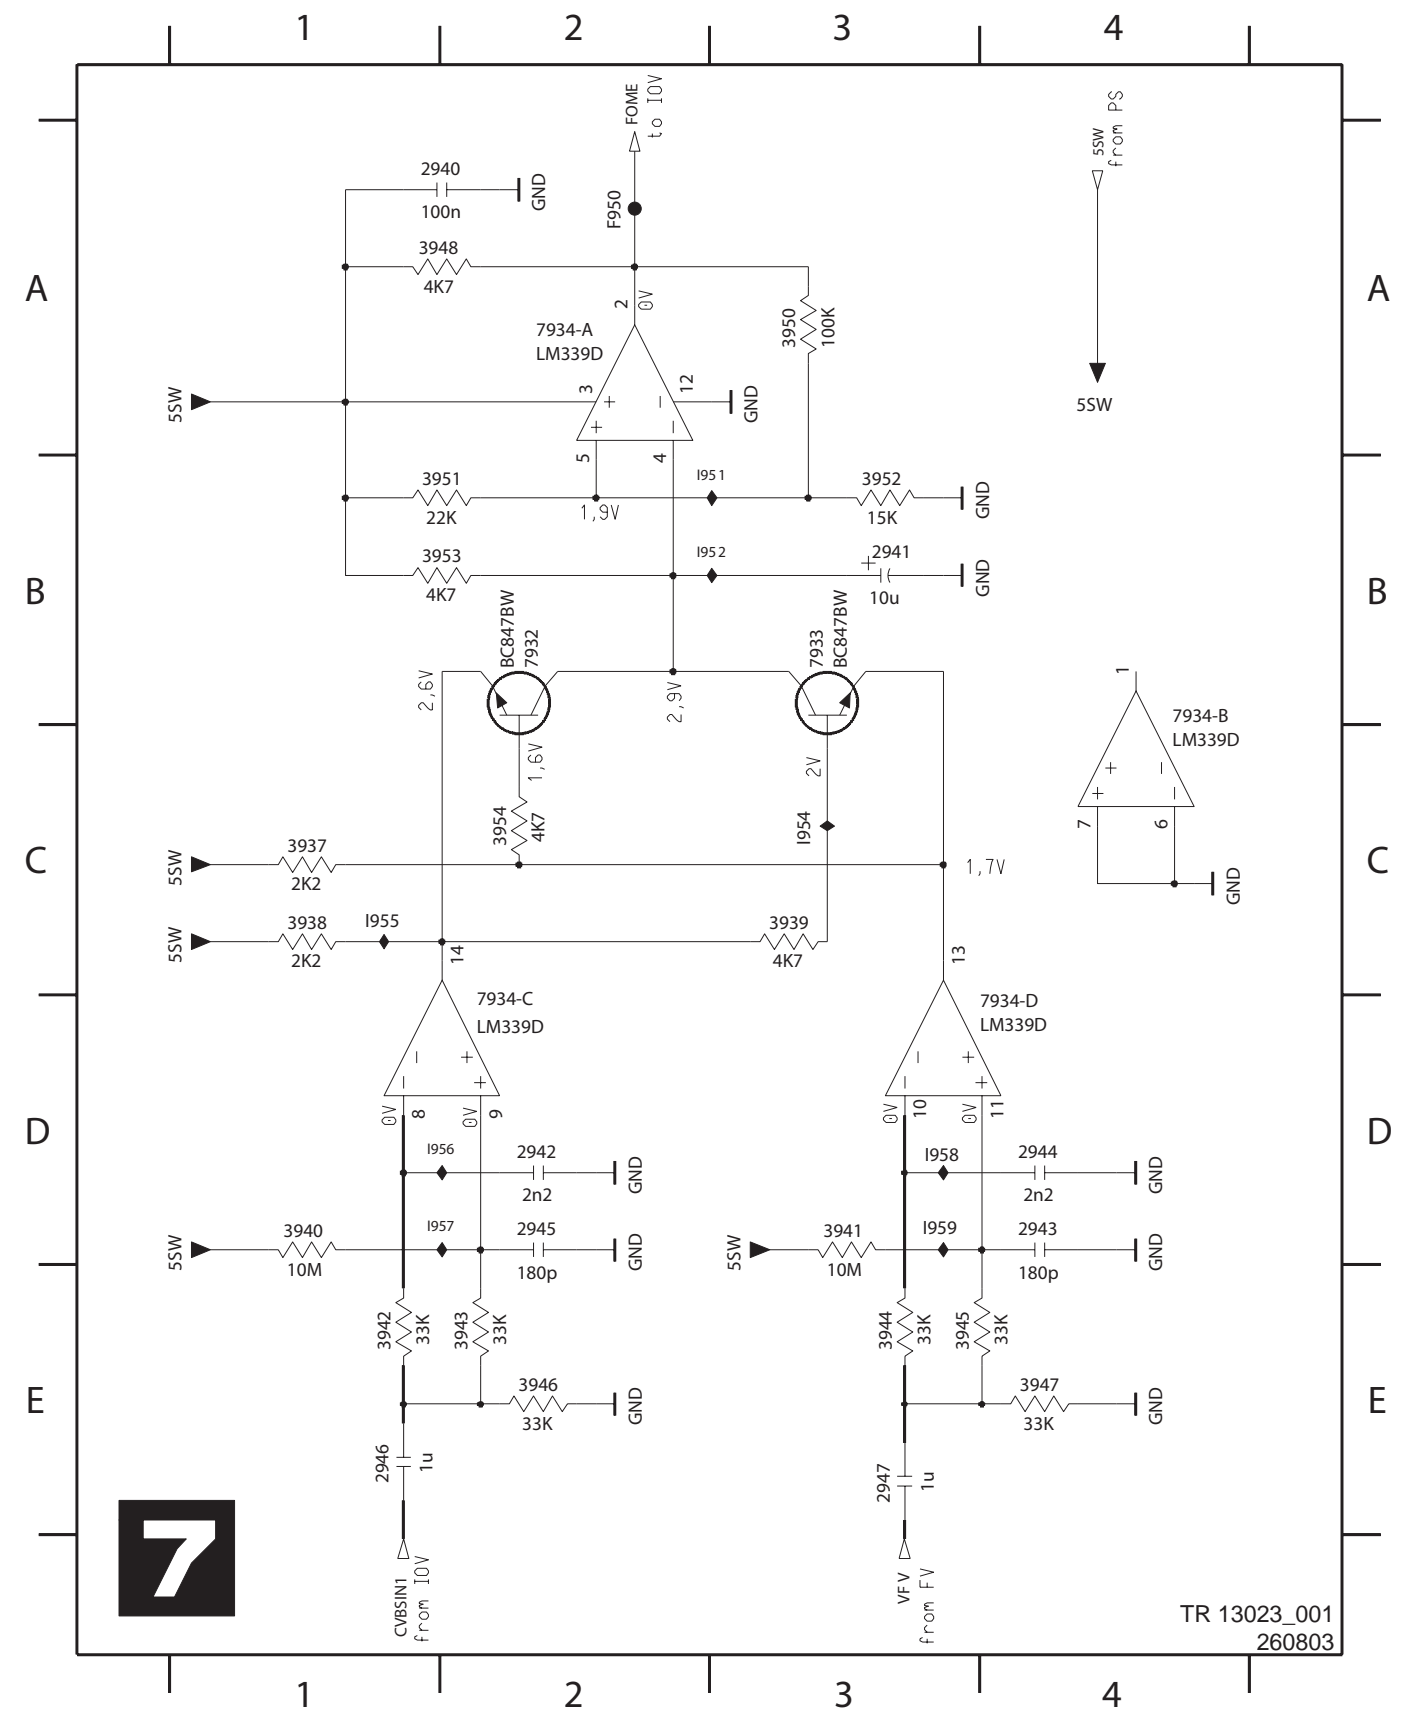 1 2 3 4
FOME
to IOV
5SW
from PS
2940
100n
GND
F950
A
3948
4K7
A
2
0V
7934-A
LM339D
3950
100K
5SW
3
+
−
12
GND
5SW
+
−
5
4
3951
22K
1,9V
I951
3952
15K
GND
3953
4K7
I952
+
2941
10u
GND
B
B
BC847BW
7932
7933
BC847BW
2,6V
2,9V
1
7934-B
LM339D
+
−
+
−
7
6
GND
1,6V
2V
3954
4K7
I954
C
C
5SW
3937
2K2
1,7V
5SW
3938
2K2
I955
3939
4K7
14
13
7934-C
LM339D
7934-D
LM339D
− +
− +
− +
− +
0V
8
0V
9
0V
10
0V
11
D
D
I956
2942
2n2
GND
I958
2944
2n2
GND
5SW
3940
10M
I957
2945
180p
GND
5SW
3941
10M
I959
2943
180p
GND
3942
33K
3943
33K
3944
33K
3945
33K
E
E
3946
33K
GND
3947
33K
GND
2946
1u
2947
1u
7
CVBSIN1
from IOV
VFV
from FV
TR 13023_001
260803
1 2 3 4